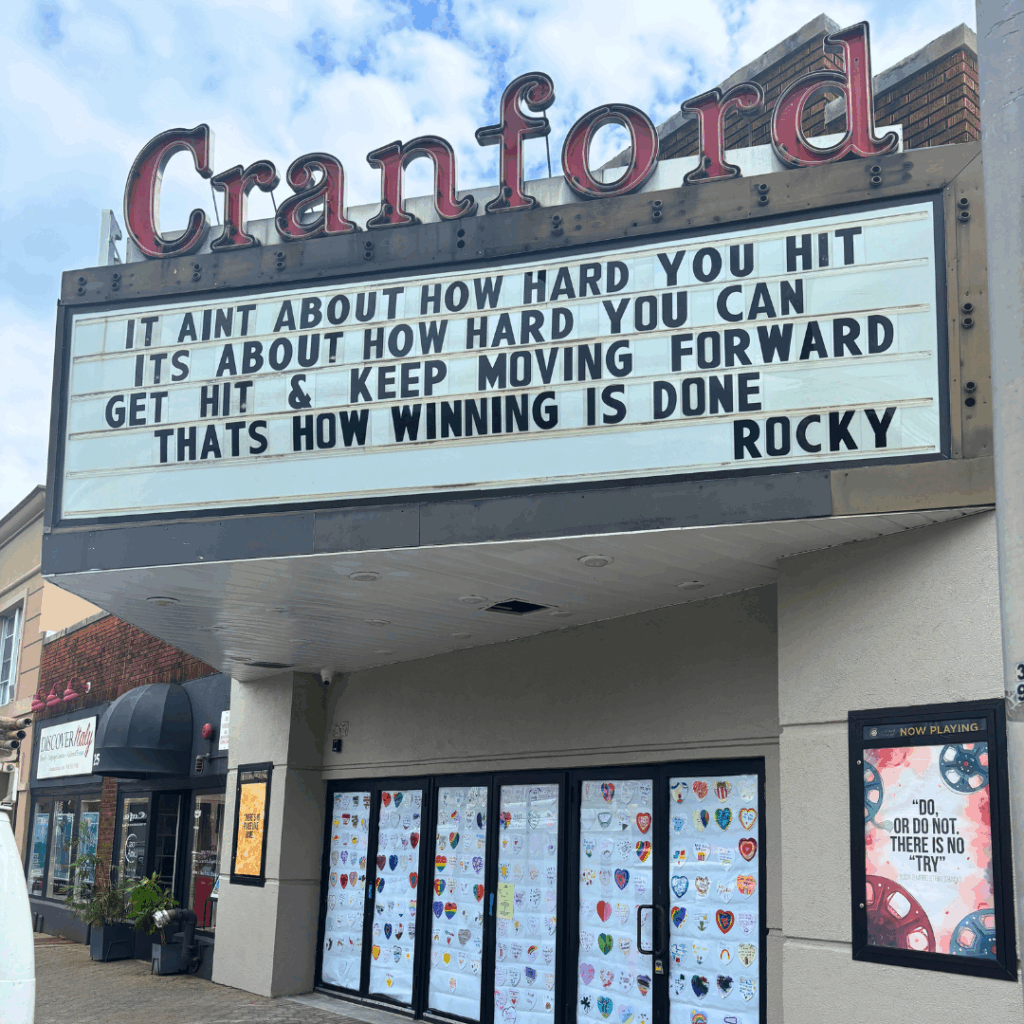 Cranford
IT AINT ABOUT HOW HARD YOU HIT
ITS ABOUT HOW HARD YOU CAN
GET HIT & KEEP MOVING FORWARD
THATS HOW WINNING IS DONE
ROCKY
DISCOVER Italy
25
NOW PLAYING
"DO,
OR DO NOT.
THERE IS NO
"TRY"